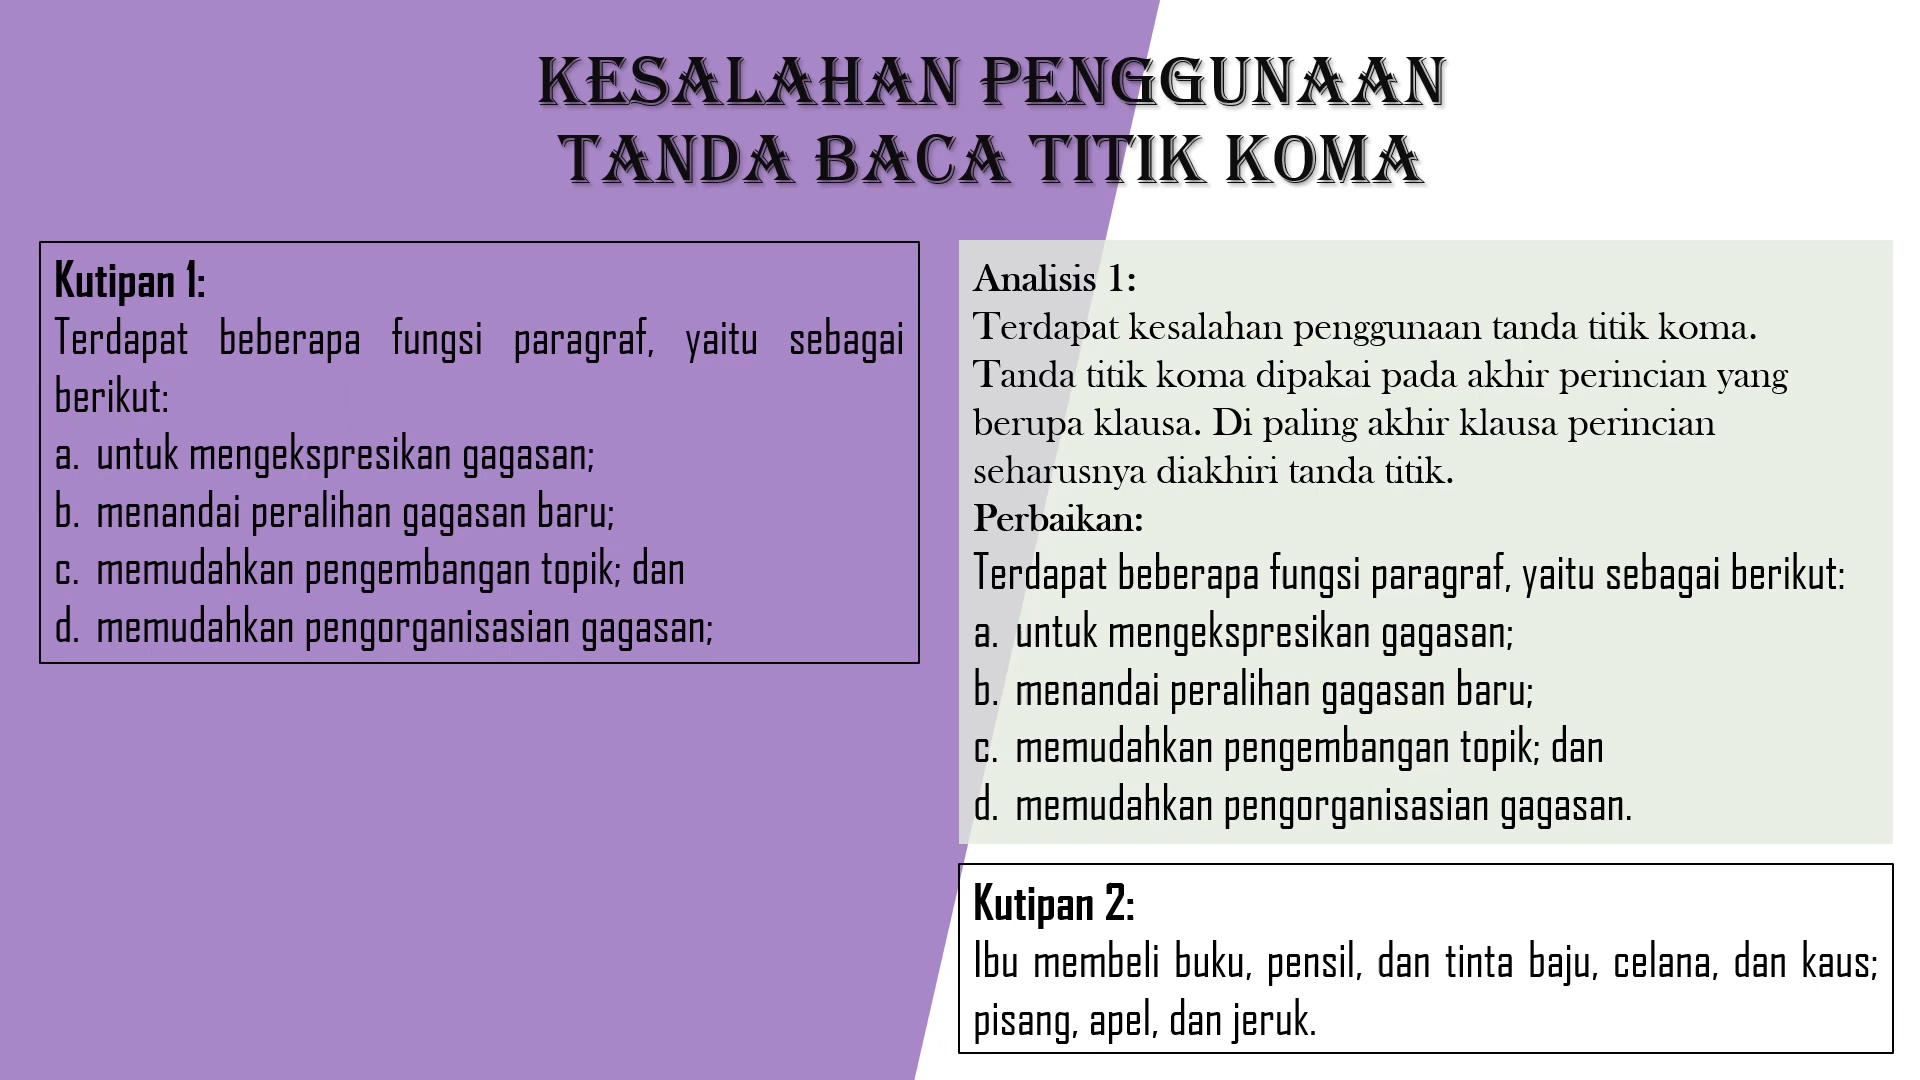 KESALAHAN PENGGUNAAN
TANDA BACA TITIK KOMA
Kutipan 1:
Terdapat beberapa fungsi paragraf, yaitu sebagai
berikut:
a. untuk mengekspresikan gagasan;
b. menandai peralihan gagasan baru;
c. memudahkan pengembangan topik; dan
d. memudahkan pengorganisasian gagasan;
Analisis 1:
Terdapat kesalahan penggunaan tanda titik koma.
Tanda titik koma dipakai pada akhir perincian yang
berupa klausa. Di paling akhir klausa perincian
seharusnya diakhiri tanda titik.
Perbaikan:
Terdapat beberapa fungsi paragraf, yaitu sebagai berikut:
a. untuk mengekspresikan gagasan;
b. menandai peralihan gagasan baru;
c. memudahkan pengembangan topik; dan
d. memudahkan pengorganisasian gagasan.
Kutipan 2:
Ibu membeli buku, pensil, dan tinta baju, celana, dan kaus;
pisang, apel, dan jeruk.